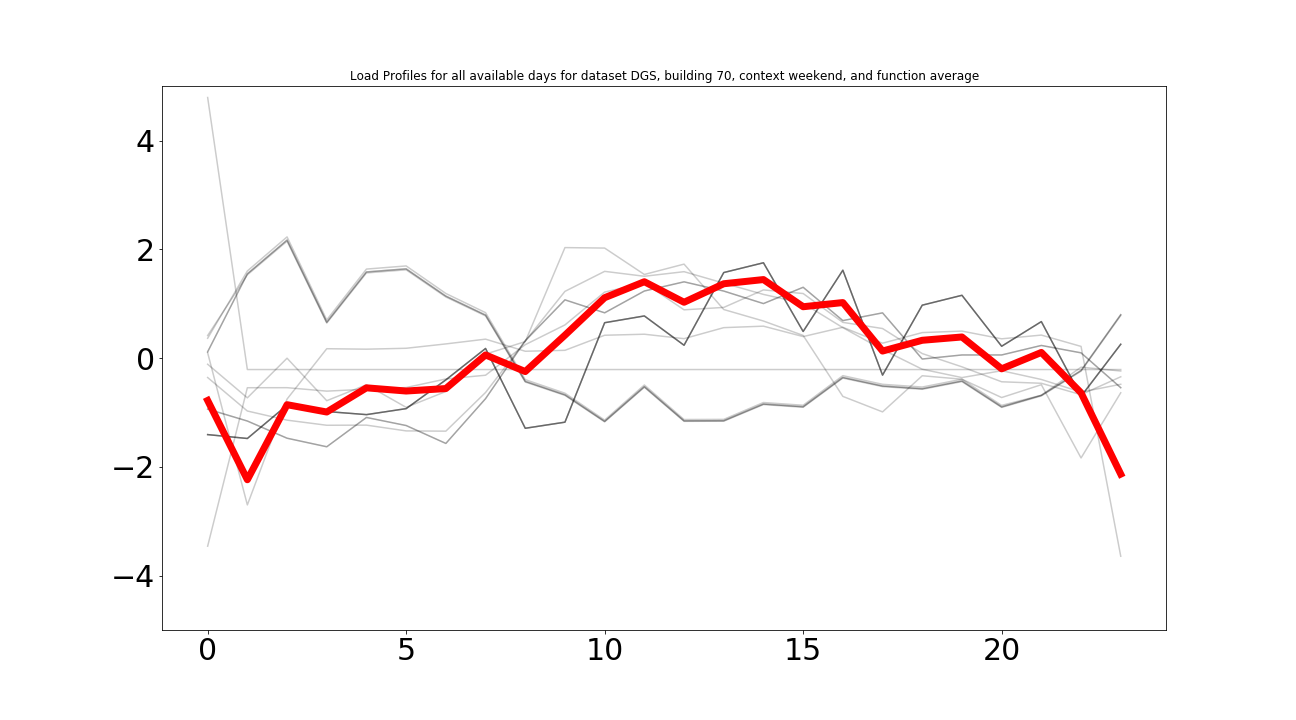 Load Profiles for all available days for dataset DGS, building 70, context weekend, and function average
4
2
0
−2
−4
0 5 10 15 20